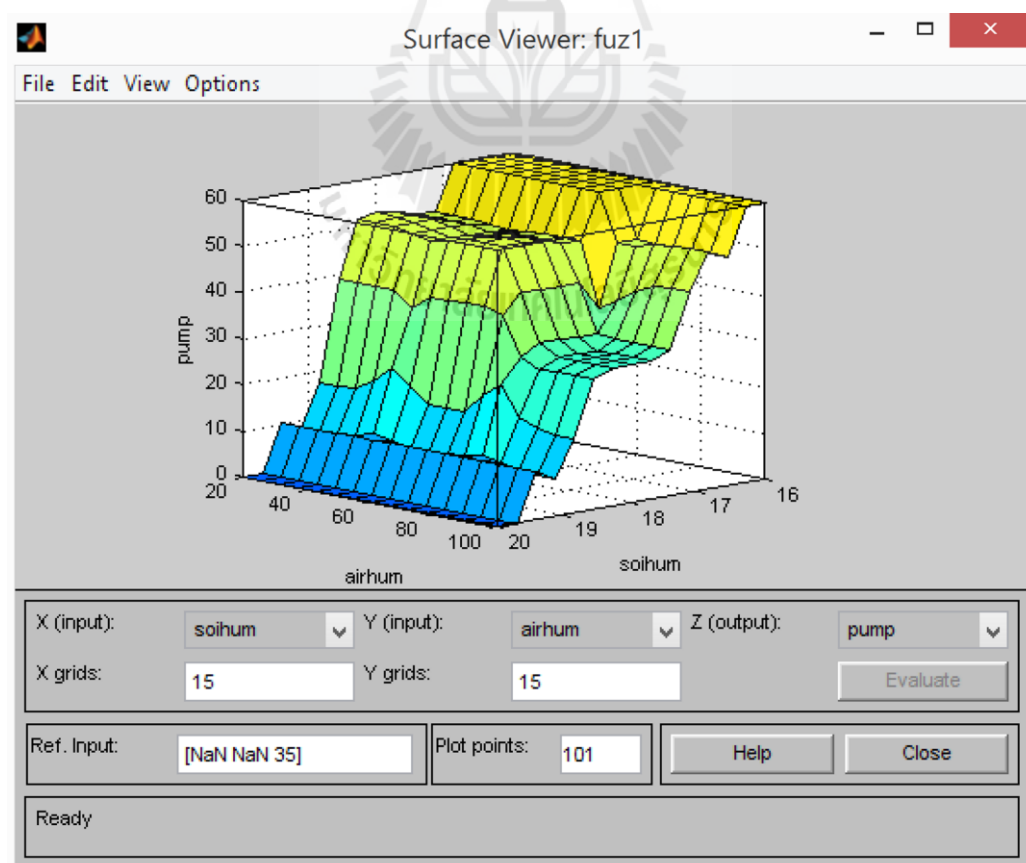 Surface Viewer: fuz1
File Edit View Options
60
50
40
30
20
10
0
pump
20
40
60
80
100
airhum
20
19
18
17
16
soihum
X (input):
soihum
Y (input):
airhum
Z (output):
pump
X grids:
15
Y grids:
15
Evaluate
Ref. Input:
[NaN NaN 35]
Plot points:
101
Help
Close
Ready